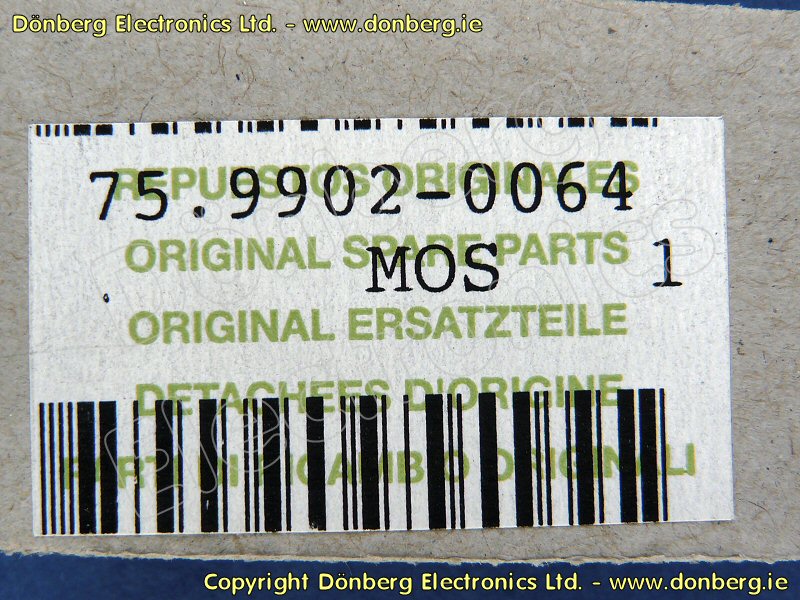 Dönberg Electronics Ltd. - www.donberg.ie
REPUESTOS ORIGINALES
75.9902-0064
ORIGINAL SPARE PARTS
MOS 1
ORIGINAL ERSATZTEILE
DETACHEES D'ORIGINE
PARTI DI RICAMBIO ORIGINALI
Copyright Dönberg Electronics Ltd. - www.donberg.ie